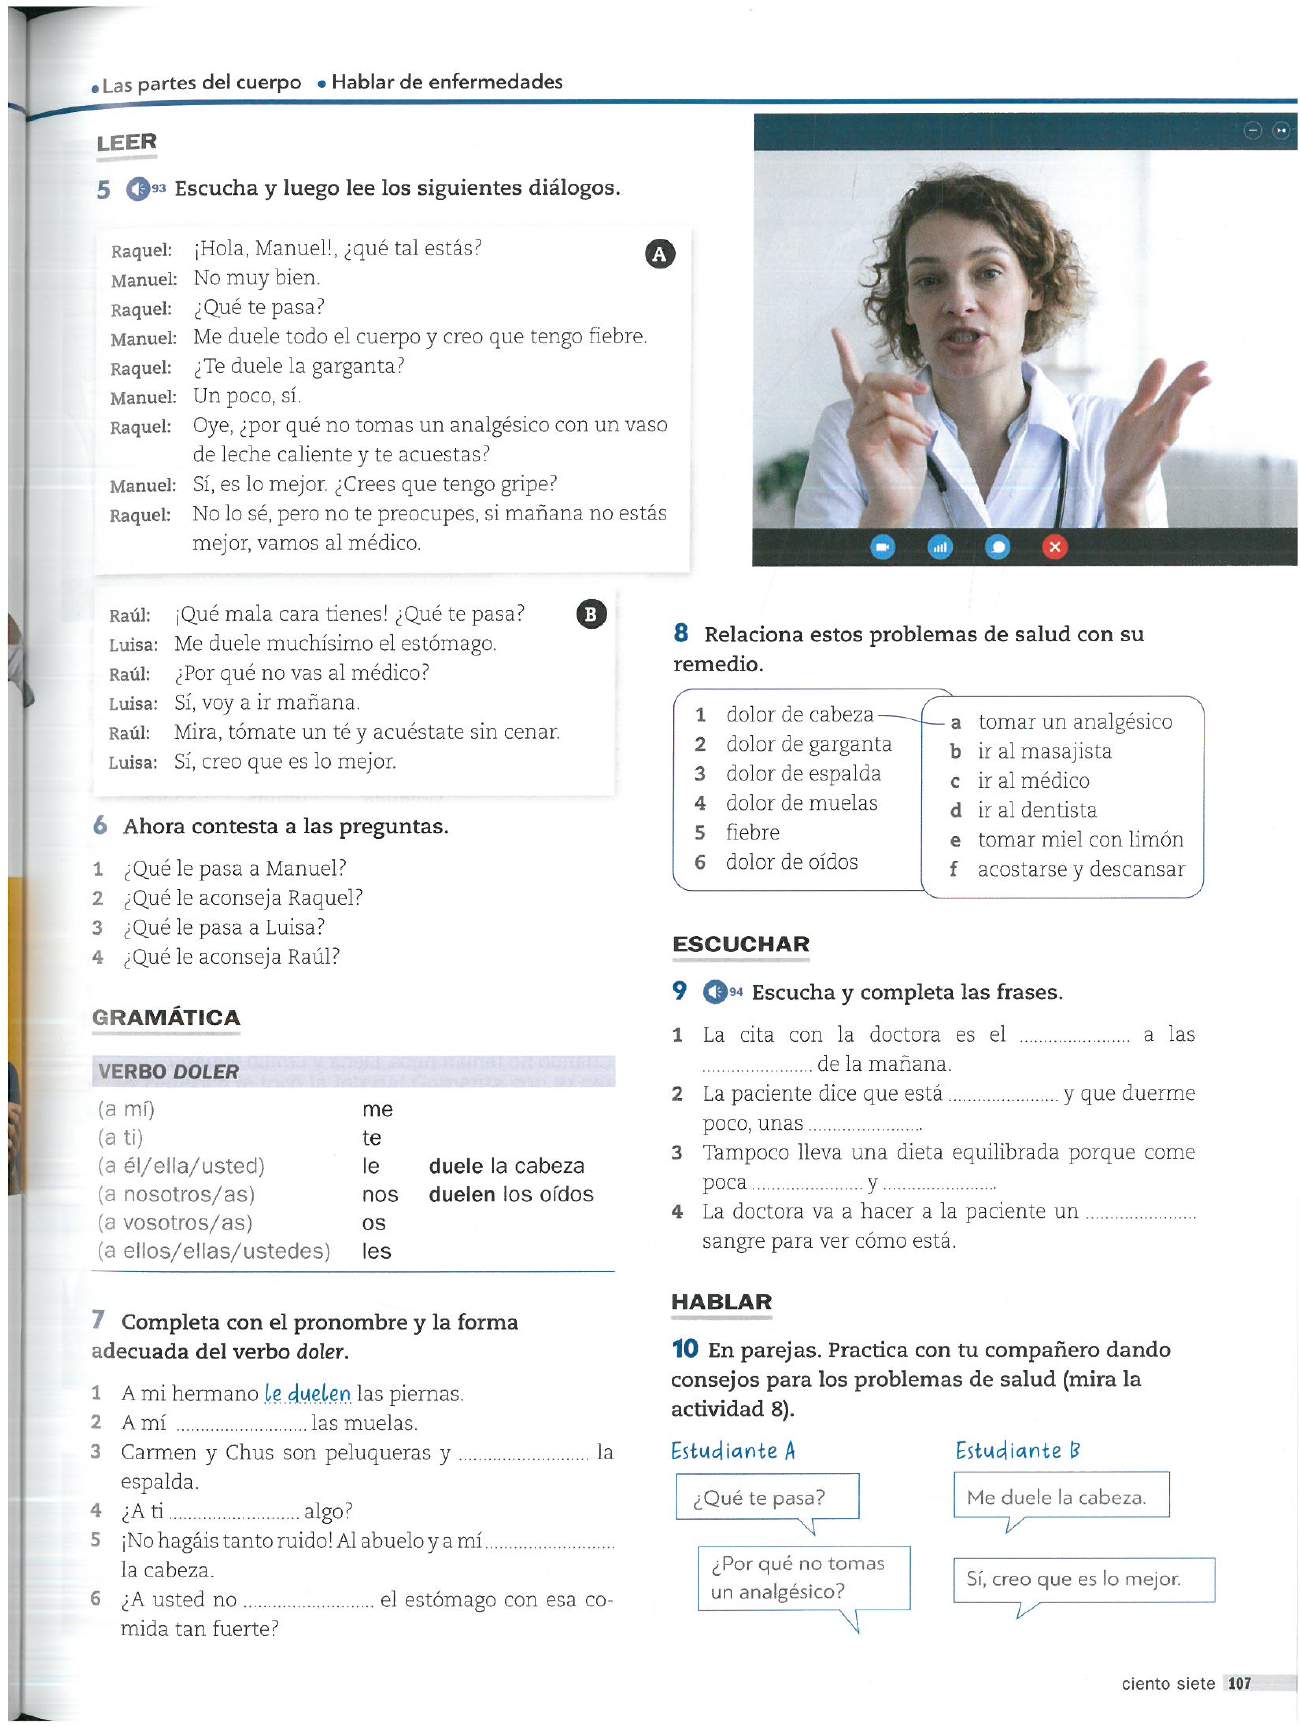 • Las partes del cuerpo • Hablar de enfermedades
LEER
5 93 Escucha y luego lee los siguientes diálogos.
A
Raquel: ¡Hola, Manuel!, ¿qué tal estás?
Manuel: No muy bien.
Raquel: ¿Qué te pasa?
Manuel: Me duele todo el cuerpo y creo que tengo fiebre.
Raquel: ¿Te duele la garganta?
Manuel: Un poco, sí.
Raquel: Oye, ¿por qué no tomas un analgésico con un vaso
de leche caliente y te acuestas?
Manuel: Sí, es lo mejor. ¿Crees que tengo gripe?
Raquel: No lo sé, pero no te preocupes, si mañana no estás
mejor, vamos al médico.
B
Raúl: ¡Qué mala cara tienes! ¿Qué te pasa?
Luisa: Me duele muchísimo el estómago.
Raúl: ¿Por qué no vas al médico?
Luisa: Sí, voy a ir mañana.
Raúl: Mira, tómate un té y acuéstate sin cenar.
Luisa: Sí, creo que es lo mejor.
6 Ahora contesta a las preguntas.
1 ¿Qué le pasa a Manuel?
2 ¿Qué le aconseja Raquel?
3 ¿Qué le pasa a Luisa?
4 ¿Qué le aconseja Raúl?
GRAMÁTICA
VERBO DOLER
(a mí) me
(a ti) te
(a él/ella/usted) le duele la cabeza
(a nosotros/as) nos duelen los oídos
(a vosotros/as) os
(a ellos/ellas/ustedes) les
7 Completa con el pronombre y la forma
adecuada del verbo doler.
1 A mi hermano le duelen las piernas.
2 A mí .......................... las muelas.
3 Carmen y Chus son peluqueras y .......................... la
espalda.
4 ¿A ti .......................... algo?
5 ¡No hagáis tanto ruido! Al abuelo y a mí ..........................
la cabeza.
6 ¿A usted no .......................... el estómago con esa co-
mida tan fuerte?
8 Relaciona estos problemas de salud con su
remedio.
1 dolor de cabeza
2 dolor de garganta
3 dolor de espalda
4 dolor de muelas
5 fiebre
6 dolor de oídos
a tomar un analgésico
b ir al masajista
c ir al médico
d ir al dentista
e tomar miel con limón
f acostarse y descansar
ESCUCHAR
9 94 Escucha y completa las frases.
1 La cita con la doctora es el ...................... a las
...................... de la mañana.
2 La paciente dice que está ...................... y que duerme
poco, unas .......................
3 Tampoco lleva una dieta equilibrada porque come
poca ...................... y .......................
4 La doctora va a hacer a la paciente un ......................
sangre para ver cómo está.
HABLAR
10 En parejas. Practica con tu compañero dando
consejos para los problemas de salud (mira la
actividad 8).
Estudiante A Estudiante B
¿Qué te pasa?
Me duele la cabeza.
¿Por qué no tomas
un analgésico?
Sí, creo que es lo mejor.
ciento siete 107